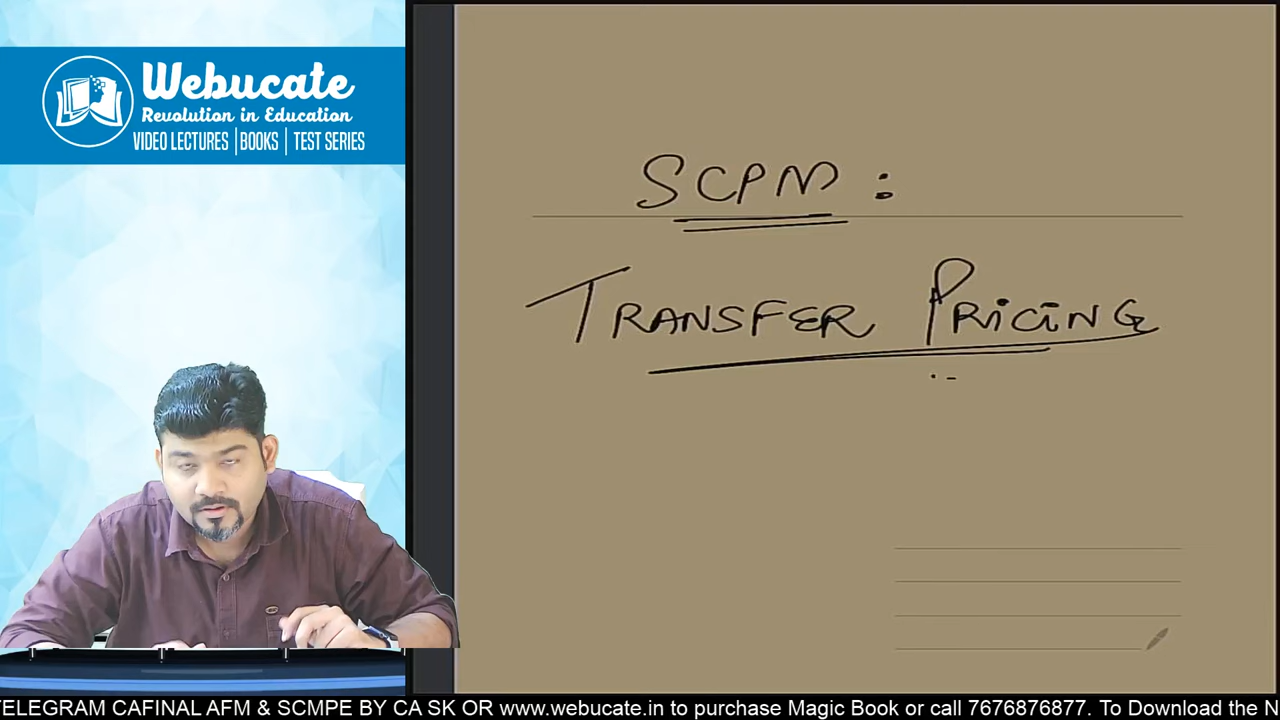 Webucate
Revolution in Education
VIDEO LECTURES | BOOKS | TEST SERIES
SCPM :
TRANSFER PRICING
TELEGRAM CAFINAL AFM & SCMPE BY CA SK OR www.webucate.in to purchase Magic Book or call 7676876877. To Download the N